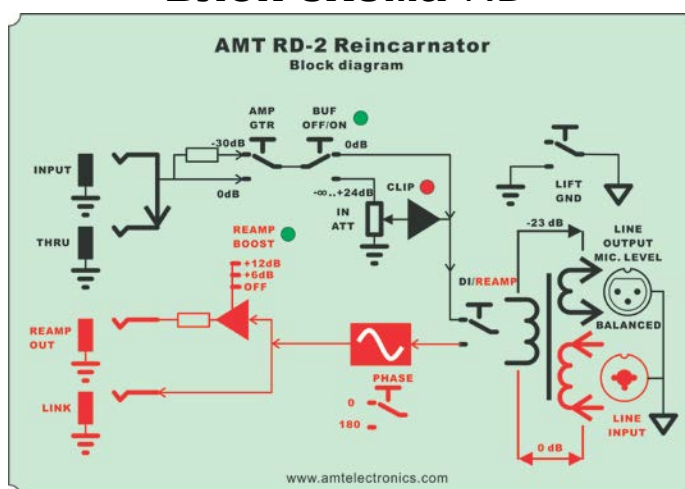 AMT RD-2 Reincarnator
Block diagram
AMP
GTR
BUF
OFF/ON
-30dB
0dB
INPUT
0dB
-∞..+24dB
CLIP
LIFT
GND
IN
ATT
-23 dB
LINE
OUTPUT
MIC. LEVEL
THRU
REAMP
BOOST
+12dB
+6dB
OFF
DI/REAMP
BALANCED
REAMP
OUT
PHASE
0
180
LINK
LINE
INPUT
0 dB
www.amtelectronics.com